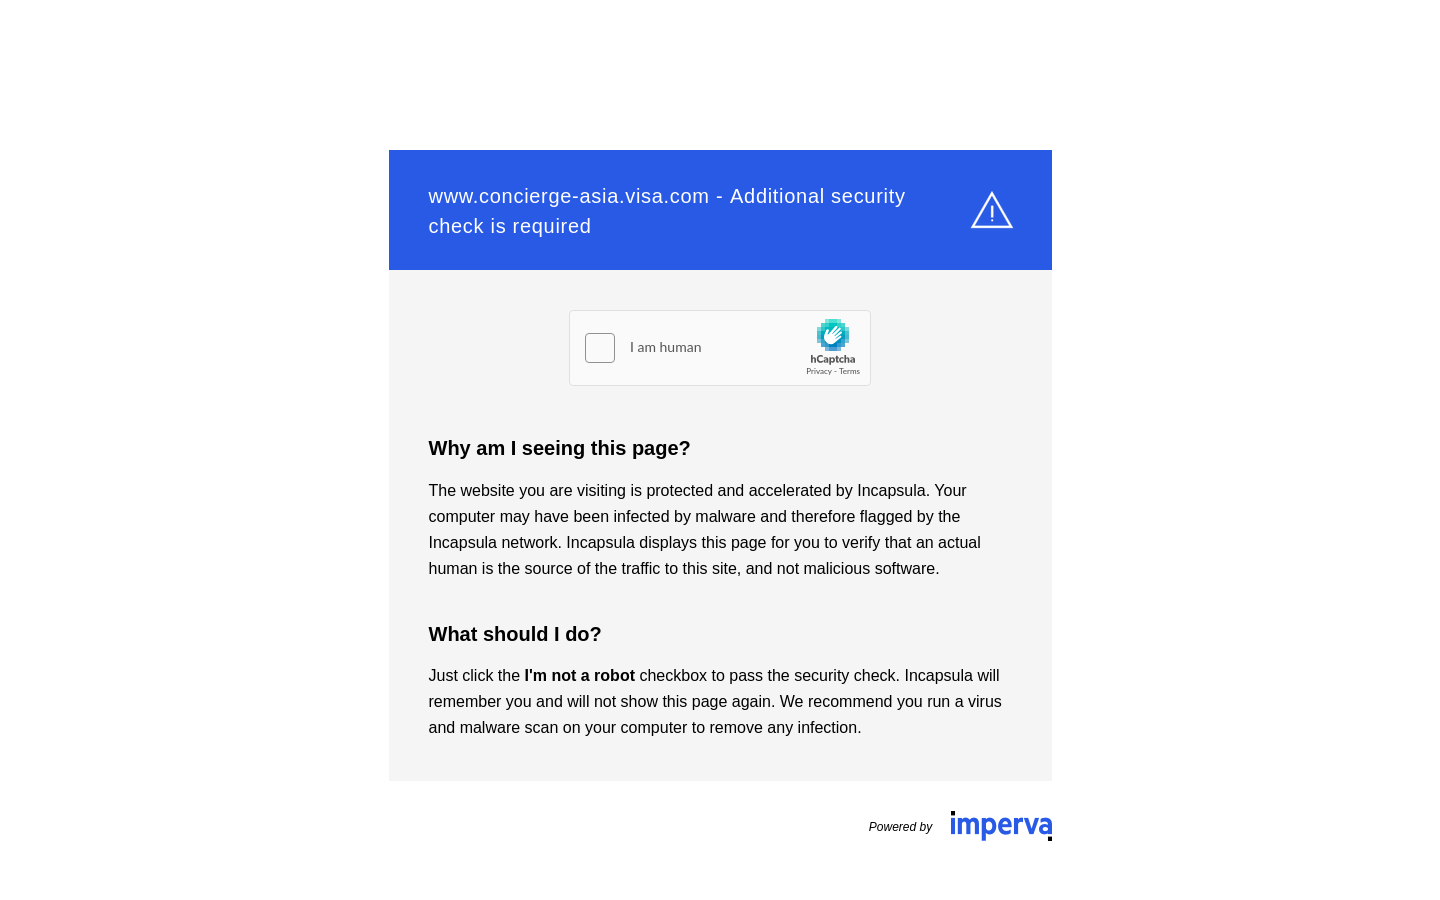 www.concierge-asia.visa.com - Additional security
check is required
I am human
hCaptcha
Privacy - Terms
Why am I seeing this page?
The website you are visiting is protected and accelerated by Incapsula. Your
computer may have been infected by malware and therefore flagged by the
Incapsula network. Incapsula displays this page for you to verify that an actual
human is the source of the traffic to this site, and not malicious software.
What should I do?
Just click the I'm not a robot checkbox to pass the security check. Incapsula will
remember you and will not show this page again. We recommend you run a virus
and malware scan on your computer to remove any infection.
Powered by imperva